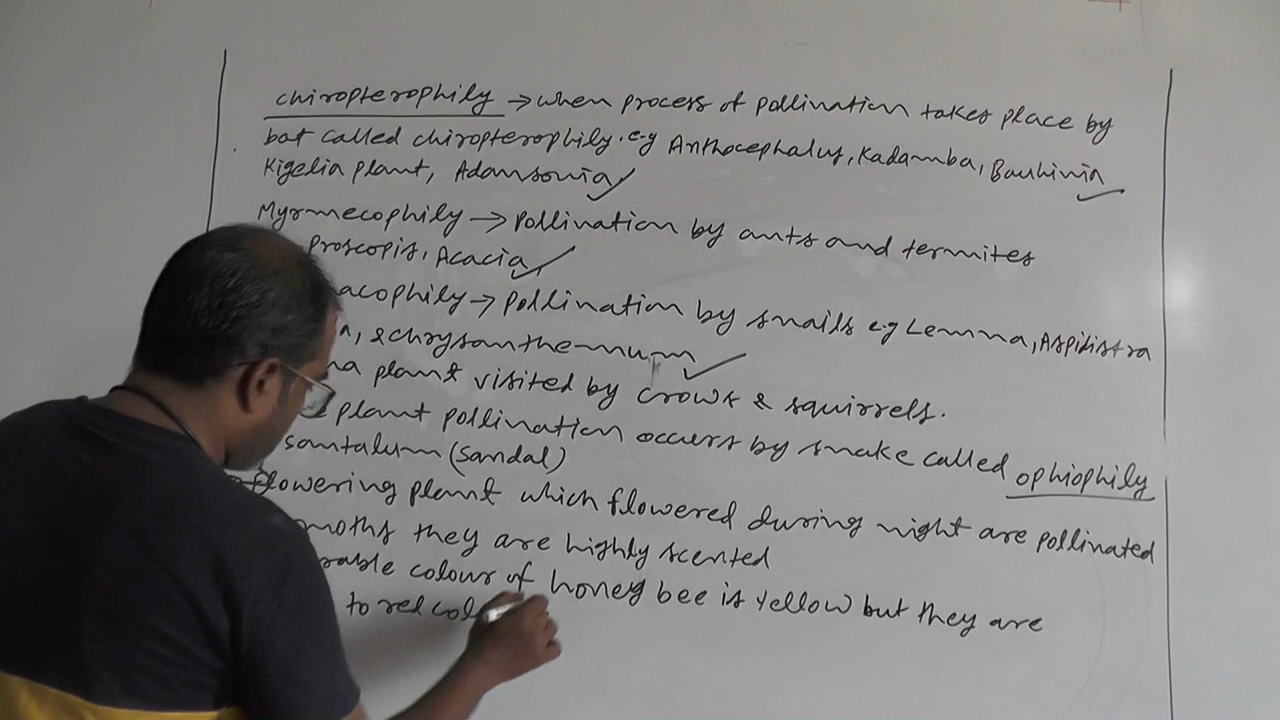 chiropterophily → when process of pollination takes place by
bat called chiropterophily. e.g Anthocephalus, Kadamba, Bauhinia
Kigelia plant, Adansonia
Myrmecophily → pollination by ants and termites
Proscopis, Acacia
acophily → pollination by snails e.g Lemna, Aspidistra
a, & chrysanthemum
na plant visited by crows & squirrels.
plant pollination occurs by snake called ophiophily
santalum (sandal)
flowering plant which flowered during night are pollinated
moths they are highly scented
rable colour of honey bee is yellow but they are
to red col